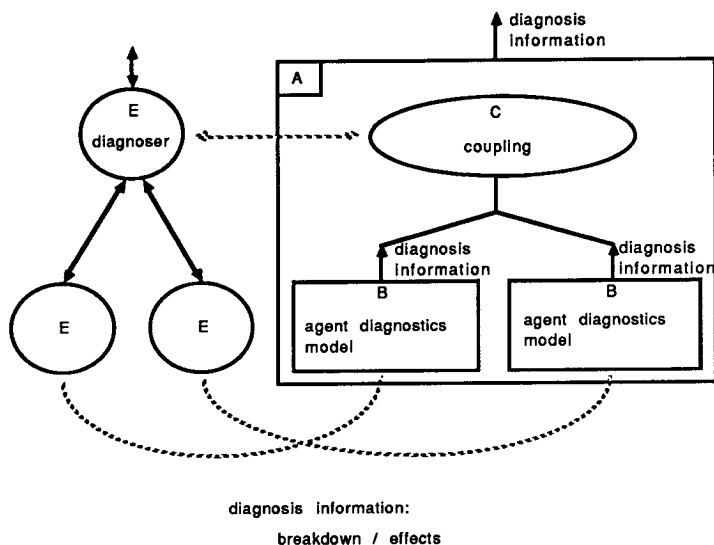 diagnosis
information
A
E
diagnoser
C
coupling
diagnosis
information
diagnosis
information
E
E
B
agent diagnostics
model
B
agent diagnostics
model
diagnosis information:
breakdown / effects